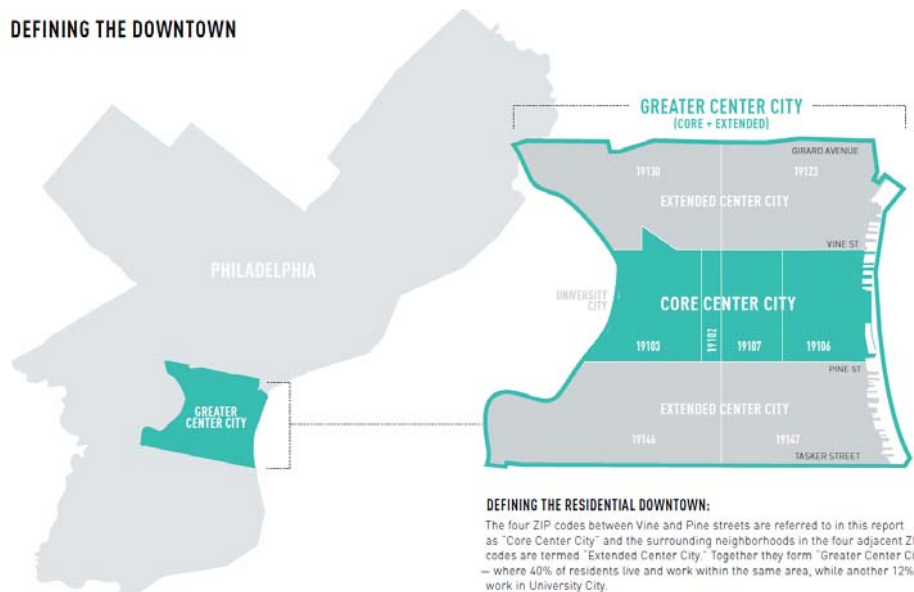 DEFINING THE DOWNTOWN
GREATER CENTER CITY
(CORE + EXTENDED)
GIRARD AVENUE
19130
19123
EXTENDED CENTER CITY
VINE ST
PHILADELPHIA
UNIVERSITY
CITY
CORE CENTER CITY
19103
19102
19107
19106
PINE ST
GREATER
CENTER CITY
EXTENDED CENTER CITY
19146
19147
TASKER STREET
DEFINING THE RESIDENTIAL DOWNTOWN:
The four ZIP codes between Vine and Pine streets are referred to in this report
as "Core Center City" and the surrounding neighborhoods in the four adjacent
codes are termed "Extended Center City." Together they form "Greater Center
— where 40% of residents live and work within the same area, while another 12%
work in University City.